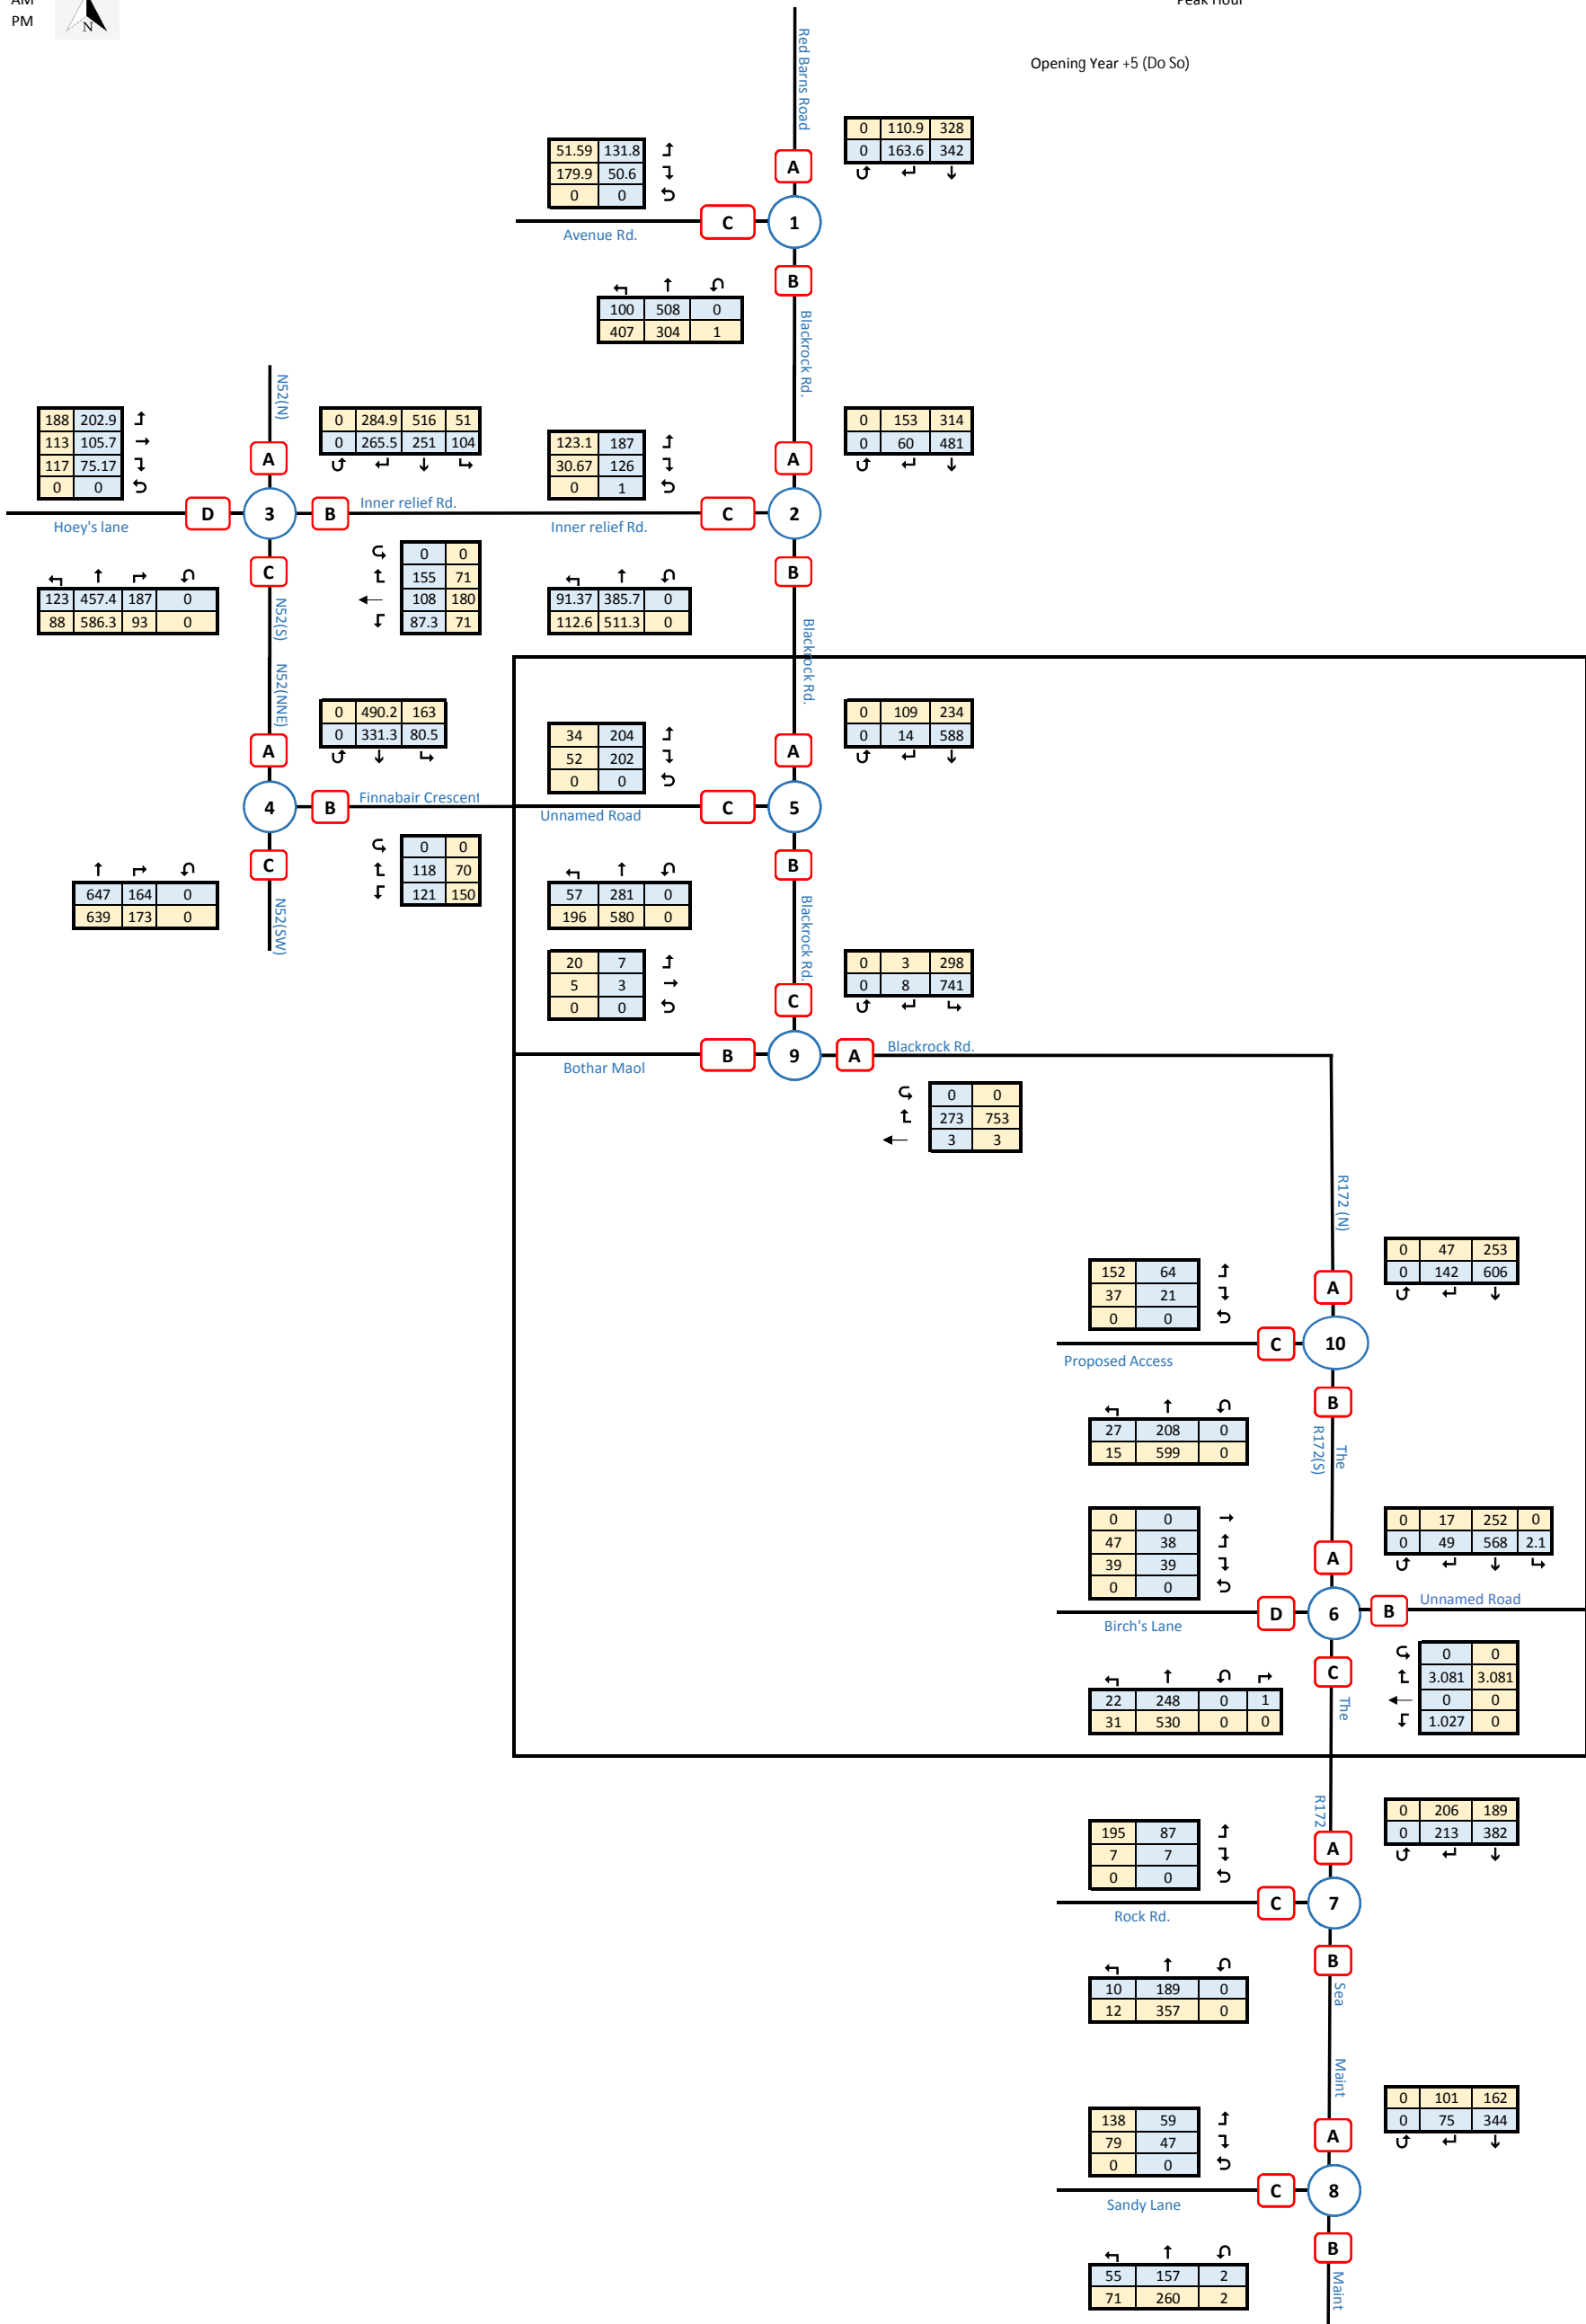 AM
Peak Hour
PM
N
Opening Year +5 (Do So)
Red Barns Road
0 110.9 328
0 163.6 342
51.59 131.8
179.9 50.6
0 0
A
C
1
Avenue Rd.
B
100 508 0
407 304 1
Blackrock Rd.
N52(N)
188 202.9
113 105.7
117 75.17
0 0
0 284.9 516 51
0 265.5 251 104
123.1 187
30.67 126
0 1
0 153 314
0 60 481
A
A
D
3
B
Inner relief Rd.
C
2
Hoey's lane
Inner relief Rd.
C
B
123 457.4 187 0
88 586.3 93 0
0 0
155 71
108 180
87.3 71
91.37 385.7 0
112.6 511.3 0
N52(S)
Blackrock Rd.
N52(NNE)
0 490.2 163
0 331.3 80.5
34 204
52 202
0 0
0 109 234
0 14 588
A
A
4
B
Finnabair Crescent
C
5
Unnamed Road
C
B
647 164 0
639 173 0
0 0
118 70
121 150
57 281 0
196 580 0
N52(SW)
Blackrock Rd.
20 7
5 3
0 0
0 3 298
0 8 741
C
B
9
A
Blackrock Rd.
Bothar Maol
0 0
273 753
3 3
R172 (N)
152 64
37 21
0 0
0 47 253
0 142 606
A
C
10
Proposed Access
B
27 208 0
15 599 0
R172(S)
The
0 0
47 38
39 39
0 0
0 17 252 0
0 49 568 2.1
A
D
6
B
Unnamed Road
Birch's Lane
C
22 248 0 1
31 530 0 0
0 0
3.081 3.081
0 0
1.027 0
The
R172
195 87
7 7
0 0
0 206 189
0 213 382
A
C
7
Rock Rd.
B
10 189 0
12 357 0
Sea
Maint
138 59
79 47
0 0
0 101 162
0 75 344
A
C
8
Sandy Lane
B
55 157 2
71 260 2
Maint